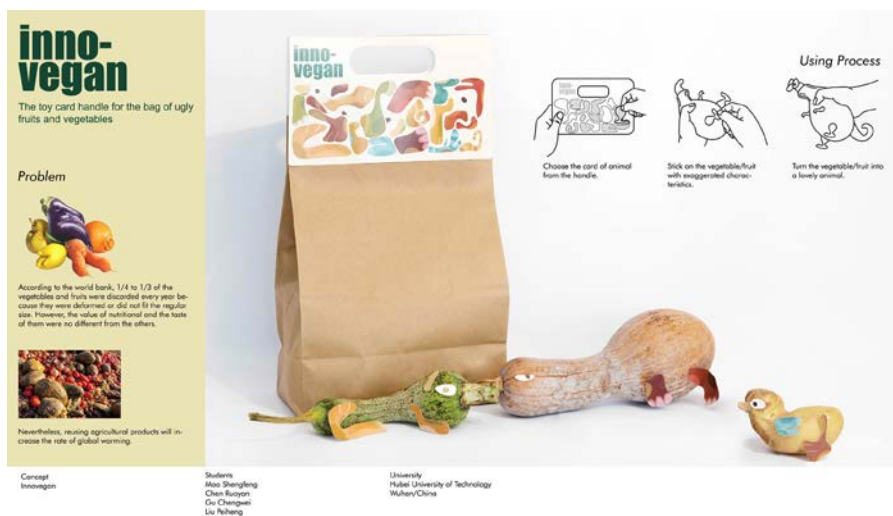 inno-
vegan
The toy card handle for the bag of ugly
fruits and vegetables
Problem
According to the world bank, 1/4 to 1/3 of the
vegetables and fruits were discarded every year be-
cause they were deformed or did not fit the regular
size. However, the value of nutritional and the taste
of them were no different from the others.
Nevertheless, reusing agricultural products will in-
crease the rate of global warming.
inno-
vegan
Using Process
inno-
vegan
Choose the card of animal
from the handle.
Stick on the vegetable/fruit
with exaggerated charac-
teristics.
Turn the vegetable/fruit into
a lovely animal.
Concept
Innovegan
Students
Mao Shengfeng
Chen Ruoyan
Gu Chengwei
Liu Peiheng
University
Hubei University of Technology
Wuhan/China